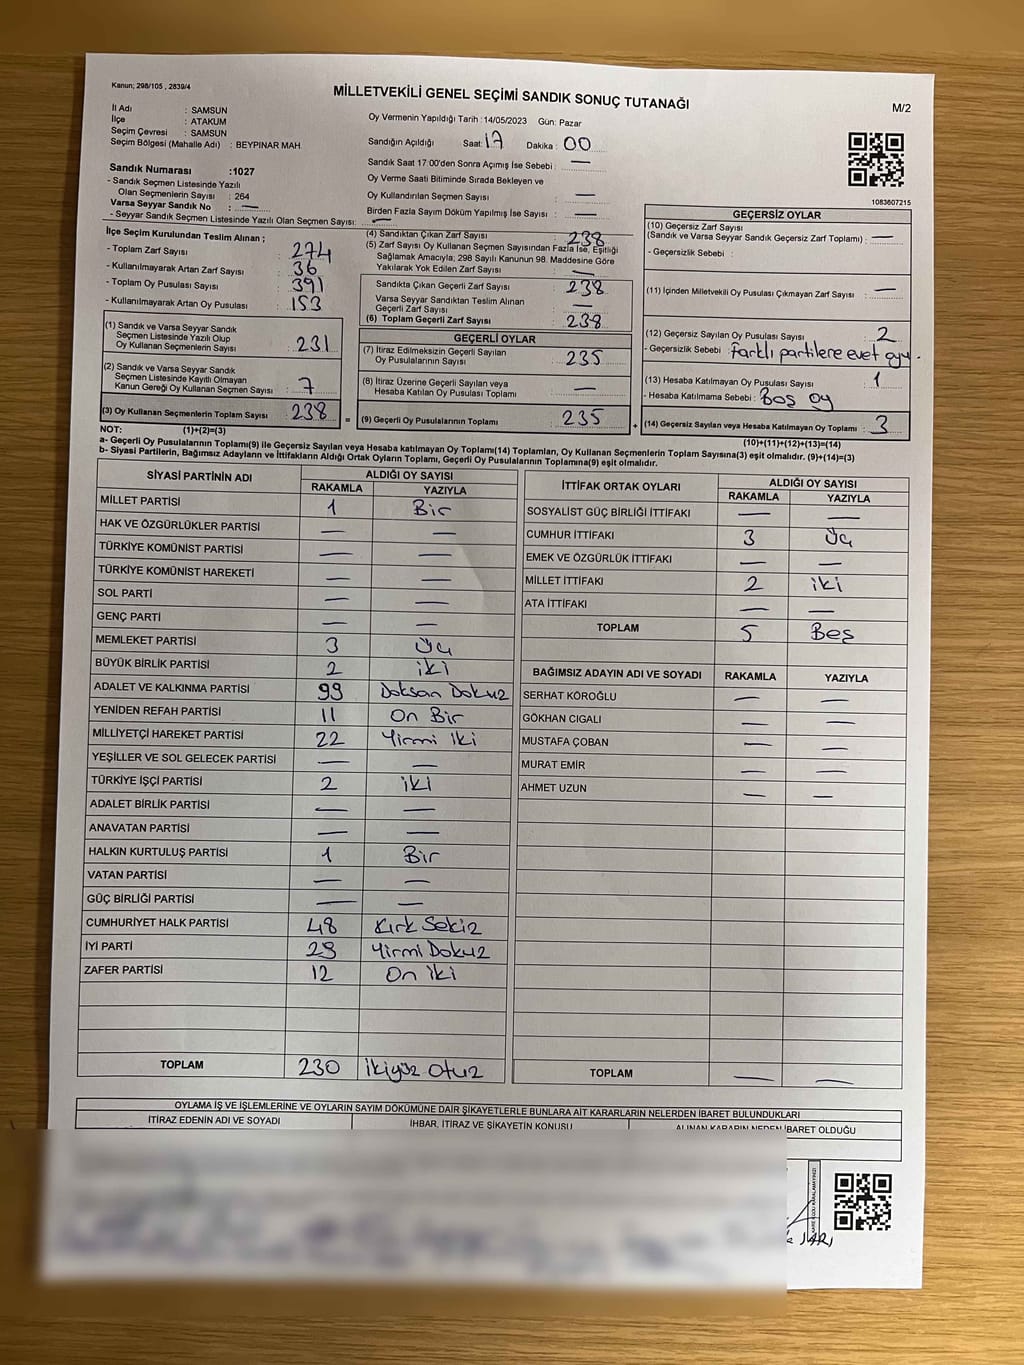 Kanun; 298/105 , 2839/4
MİLLETVEKİLİ GENEL SEÇİMİ SANDIK SONUÇ TUTANAĞI
M/2
İl Adı : SAMSUN
İlçe : ATAKUM
Seçim Çevresi : SAMSUN
Seçim Bölgesi (Mahalle Adı) : BEYPINAR MAH.
Oy Vermenin Yapıldığı Tarih :14/05/2023 Gün: Pazar
Sandığın Açıldığı Saat: 17 Dakika : 00
Sandık Saat 17:00'den Sonra Açımış İse Sebebi : —
Oy Verme Saati Bitiminde Sırada Bekleyen ve
Oy Kullandırılan Seçmen Sayısı : —
Birden Fazla Sayım Döküm Yapılmış İse Sayısı : —
Sandık Numarası :1027
- Sandık Seçmen Listesinde Yazılı
Olan Seçmenlerin Sayısı : 264
Varsa Seyyar Sandık No : —
- Seyyar Sandık Seçmen Listesinde Yazılı Olan Seçmen Sayısı: —
1083607215
İlçe Seçim Kurulundan Teslim Alınan ;
- Toplam Zarf Sayısı : 274
- Kullanılmayarak Artan Zarf Sayısı : 36
- Toplam Oy Pusulası Sayısı : 391
- Kullanılmayarak Artan Oy Pusulası : 153
(1) Sandık ve Varsa Seyyar Sandık
Seçmen Listesinde Yazılı Olup
Oy Kullanan Seçmenlerin Sayısı : 231
(2) Sandık ve Varsa Seyyar Sandık
Seçmen Listesinde Kayıtlı Olmayan
Kanun Gereği Oy Kullanan Seçmen Sayısı : 7
(3) Oy Kullanan Seçmenlerin Toplam Sayısı : 238
(4) Sandıktan Çıkan Zarf Sayısı : 238
(5) Zarf Sayısı Oy Kullanan Seçmen Sayısından Fazla İse, Eşitliği
Sağlamak Amacıyla; 298 Sayılı Kanunun 98. Maddesine Göre
Yakılarak Yok Edilen Zarf Sayısı : —
Sandıkta Çıkan Geçerli Zarf Sayısı : 238
Varsa Seyyar Sandıktan Teslim Alınan
Geçerli Zarf Sayısı : —
(6) Toplam Geçerli Zarf Sayısı : 238
GEÇERLİ OYLAR
(7) İtiraz Edilmeksizin Geçerli Sayılan
Oy Pusulalarının Sayısı : 235
(8) İtiraz Üzerine Geçerli Sayılan veya
Hesaba Katılan Oy Pusulası Toplamı : —
= (9) Geçerli Oy Pusulalarının Toplamı : 235
GEÇERSİZ OYLAR
(10) Geçersiz Zarf Sayısı
(Sandık ve Varsa Seyyar Sandık Geçersiz Zarf Toplamı) : —
- Geçersizlik Sebebi :
(11) İçinden Milletvekili Oy Pusulası Çıkmayan Zarf Sayısı : —
(12) Geçersiz Sayılan Oy Pusulası Sayısı : 2
- Geçersizlik Sebebi : Farklı partilere evet oyu.
(13) Hesaba Katılmayan Oy Pusulası Sayısı : 1
- Hesaba Katılmama Sebebi : Boş oy
+ (14) Geçersiz Sayılan veya Hesaba Katılmayan Oy Toplamı : 3
NOT: (1)+(2)=(3)
(10)+(11)+(12)+(13)=(14)
a- Geçerli Oy Pusulalarının Toplamı(9) ile Geçersiz Sayılan veya Hesaba katılmayan Oy Toplamı(14) Toplamları, Oy Kullanan Seçmenlerin Toplam Sayısına(3) eşit olmalıdır. (9)+(14)=(3)
b- Siyasi Partilerin, Bağımsız Adayların ve İttifakların Aldığı Ortak Oyların Toplamı, Geçerli Oy Pusulalarının Toplamına(9) eşit olmalıdır.
SİYASİ PARTİNİN ADI ALDIĞI OY SAYISI
RAKAMLA YAZIYLA
MİLLET PARTİSİ 1 Bir
HAK VE ÖZGÜRLÜKLER PARTİSİ — —
TÜRKİYE KOMÜNİST PARTİSİ — —
TÜRKİYE KOMÜNİST HAREKETİ — —
SOL PARTİ — —
GENÇ PARTİ — —
MEMLEKET PARTİSİ 3 Üç
BÜYÜK BİRLİK PARTİSİ 2 iki
ADALET VE KALKINMA PARTİSİ 99 Doksan Dokuz
YENİDEN REFAH PARTİSİ 11 On Bir
MİLLİYETÇİ HAREKET PARTİSİ 22 Yirmi iki
YEŞİLLER VE SOL GELECEK PARTİSİ — —
TÜRKİYE İŞÇİ PARTİSİ 2 iki
ADALET BİRLİK PARTİSİ — —
ANAVATAN PARTİSİ — —
HALKIN KURTULUŞ PARTİSİ 1 Bir
VATAN PARTİSİ — —
GÜÇ BİRLİĞİ PARTİSİ — —
CUMHURİYET HALK PARTİSİ 48 Kırk Sekiz
İYİ PARTİ 29 Yirmi Dokuz
ZAFER PARTİSİ 12 On iki
TOPLAM 230 İkiyüz Otuz
İTTİFAK ORTAK OYLARI ALDIĞI OY SAYISI
RAKAMLA YAZIYLA
SOSYALİST GÜÇ BİRLİĞİ İTTİFAKI — —
CUMHUR İTTİFAKI 3 Üç
EMEK VE ÖZGÜRLÜK İTTİFAKI — —
MİLLET İTTİFAKI 2 iki
ATA İTTİFAKI — —
TOPLAM 5 Beş
BAĞIMSIZ ADAYIN ADI VE SOYADI RAKAMLA YAZIYLA
SERHAT KÖROĞLU — —
GÖKHAN CIGALI — —
MUSTAFA ÇOBAN — —
MURAT EMİR — —
AHMET UZUN — —
TOPLAM — —
OYLAMA İŞ VE İŞLEMLERİNE VE OYLARIN SAYIM DÖKÜMÜNE DAİR ŞİKAYETLERLE BUNLARA AİT KARARLARIN NELERDEN İBARET BULUNDUKLARI
İTİRAZ EDENİN ADI VE SOYADI İHBAR, İTİRAZ VE ŞİKAYETİN KONUSU ALINAN KARARIN NEDEN İBARET OLDUĞU